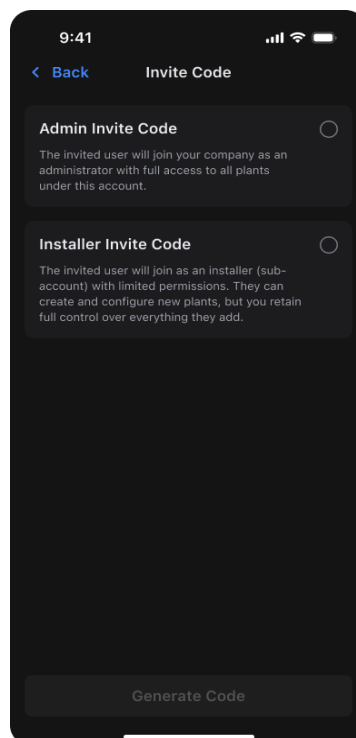 9:41
Back
Invite Code
Admin Invite Code
The invited user will join your company as an
administrator with full access to all plants
under this account.
Installer Invite Code
The invited user will join as an installer (sub-
account) with limited permissions. They can
create and configure new plants, but you retain
full control over everything they add.
Generate Code